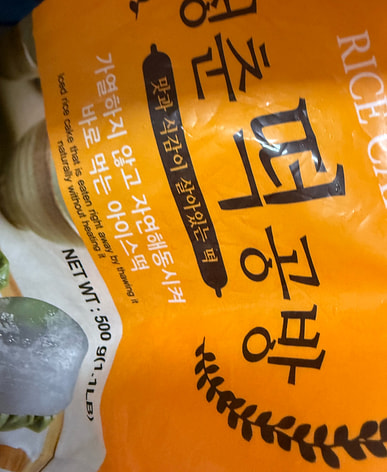 RICE CA
청춘
떡
공방
맛과 식감이 살아있는 떡
가열하지 않고 자연해동시켜
바로 먹는 아이스떡
Iced rice cake that is eaten right away by thawing it
naturally without heating it
NET WT : 500 g(1.1LB)